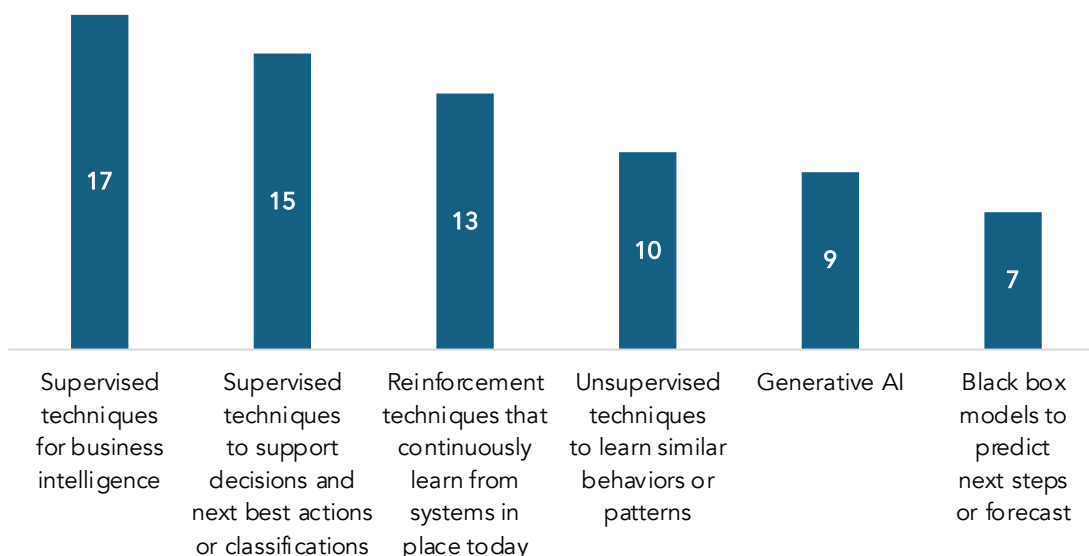 17
15
13
10
9
7
Supervised
techniques
for business
intelligence
Supervised
techniques
to support
decisions and
next best actions
or classifications
Reinforcement
techniques that
continuously
learn from
systems in
place today
Unsupervised
techniques
to learn similar
behaviors or
patterns
Generative AI
Black box
models to
predict
next steps
or forecast